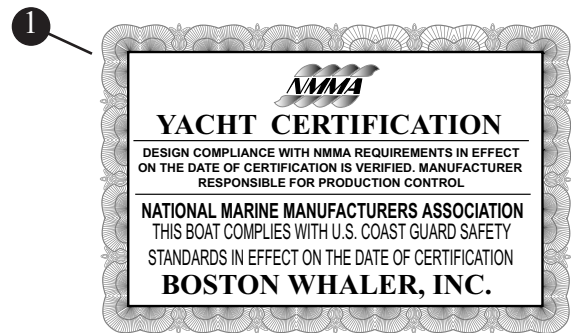 1
NMMA
YACHT CERTIFICATION
DESIGN COMPLIANCE WITH NMMA REQUIREMENTS IN EFFECT
ON THE DATE OF CERTIFICATION IS VERIFIED. MANUFACTURER
RESPONSIBLE FOR PRODUCTION CONTROL
NATIONAL MARINE MANUFACTURERS ASSOCIATION
THIS BOAT COMPLIES WITH U.S. COAST GUARD SAFETY
STANDARDS IN EFFECT ON THE DATE OF CERTIFICATION
BOSTON WHALER, INC.